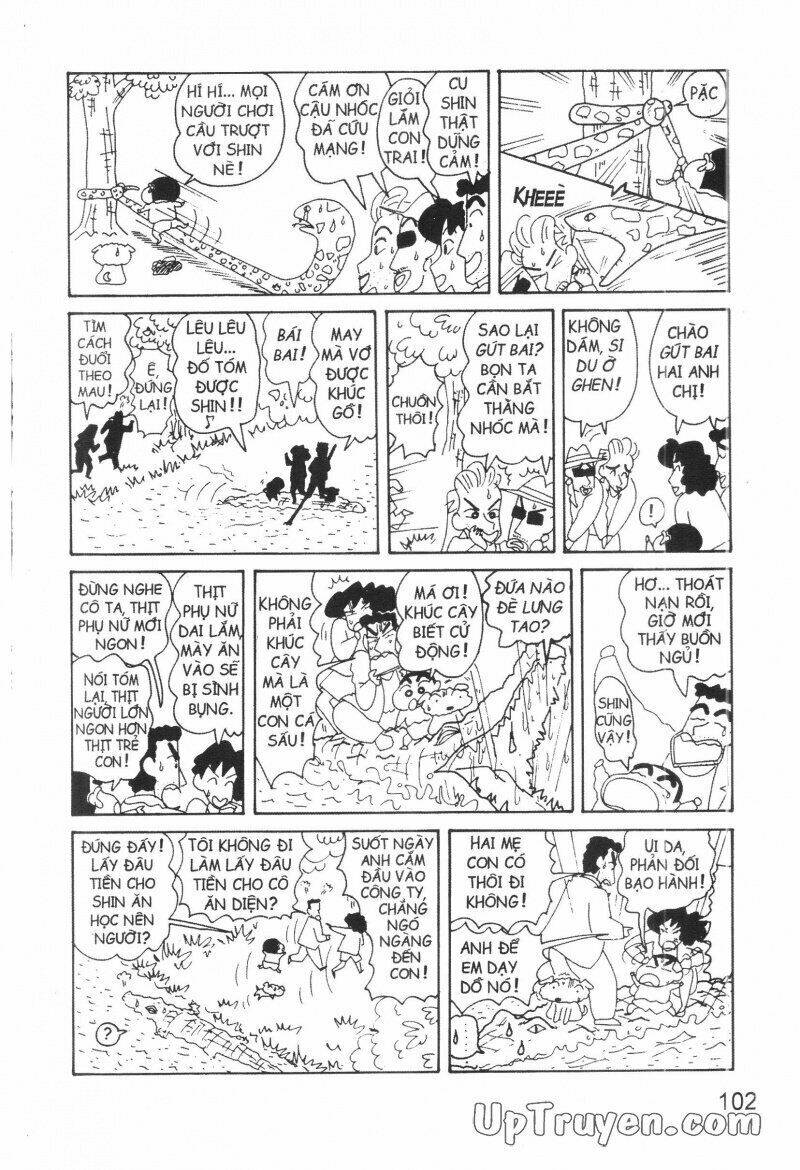 PẶC
KHEEÈ
CU
SHIN
THẬT
DŨNG
CẢM!
GIỎI
LẮM
CON
TRAI!
CÁM ƠN
CẬU NHÓC
ĐÃ CỨU
MẠNG!
HÍ HÍ... MỌI
NGƯỜI CHƠI
CẦU TRƯỢT
VỚI SHIN
NÈ!
CHÀO
GÚT BAI
HAI ANH
CHỊ!
KHÔNG
DÁM, SI
DU Ở
GHEN!
!
SAO LẠI
GÚT BAI?
BỌN TA
CẦN BẮT
THẰNG
NHÓC MÀ!
CHUỒN
THÔI!
MAY
MÀ VỚ
ĐƯỢC
KHÚC
GỖ!
BÁI
BAI!
LÊU LÊU
LÊU...
ĐỐ TÓM
ĐƯỢC
SHIN!!
Ê,
ĐỨNG
LẠI!
TÌM
CÁCH
ĐUỔI
THEO
MAU!
HƠ... THOÁT
NẠN RỒI,
GIỜ MỚI
THẤY BUỒN
NGỦ!
SHIN
CŨNG
VẬY!
ĐỨA NÀO
ĐÈ LƯNG
TAO?
MÁ ƠI!
KHÚC CÂY
BIẾT CỬ
ĐỘNG!
KHÔNG
PHẢI
KHÚC
CÂY
MÀ LÀ
MỘT
CON CÁ
SẤU!
THỊT
PHỤ NỮ
DAI LẮM,
MÀY ĂN
VÀO SẼ
BỊ SÌNH
BỤNG.
ĐỪNG NGHE
CÔ TA, THỊT
PHỤ NỮ MỚI
NGON!
NÓI TÓM
LẠI, THỊT
NGƯỜI LỚN
NGON HƠN
THỊT TRẺ
CON!
UI DA,
PHẢN ĐỐI
BẠO HÀNH!
HAI MẸ
CON CÓ
THÔI ĐI
KHÔNG!
ANH ĐỂ
EM DẠY
DỖ NÓ!
SUỐT NGÀY
ANH CẮM
ĐẦU VÀO
CÔNG TY,
CHẲNG
NGÓ
NGÀNG
ĐẾN
CON!
TÔI KHÔNG ĐI
LÀM LẤY ĐÂU
TIỀN CHO CÔ
ĂN DIỆN?
ĐÚNG ĐẤY!
LẤY ĐÂU
TIỀN CHO
SHIN ĂN
HỌC NÊN
NGƯỜI?
?
102
UpTruyen.com